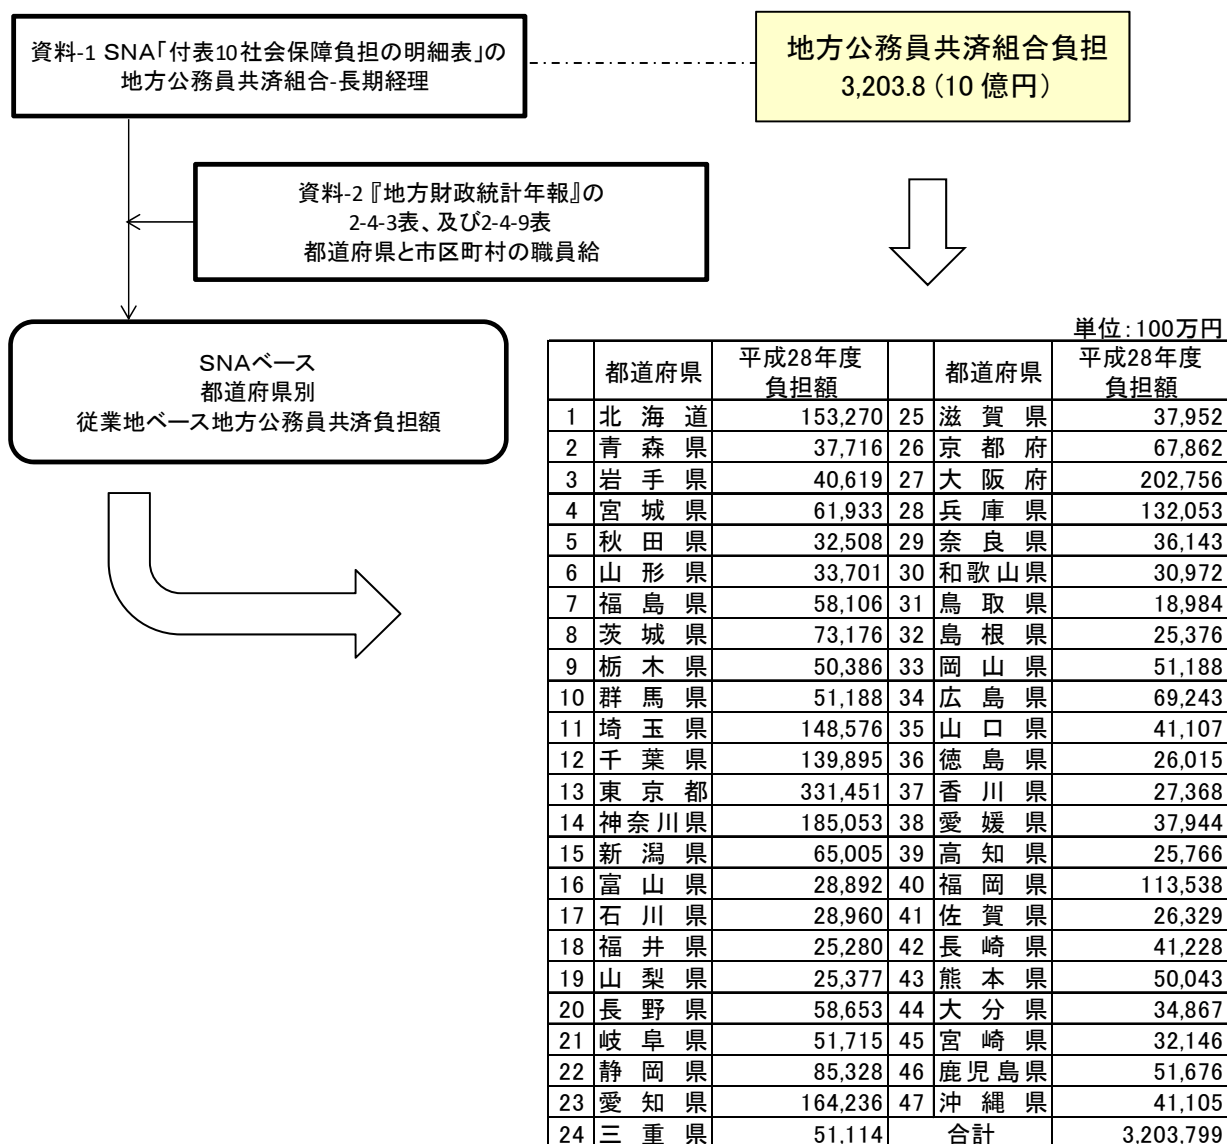 資料-1 SNA「付表10社会保障負担の明細表」の
地方公務員共済組合-長期経理
地方公務員共済組合負担
3,203.8 (10 億円)
資料-2『地方財政統計年報』の
2-4-3表、及び2-4-9表
都道府県と市区町村の職員給
SNAベース
都道府県別
従業地ベース地方公務員共済負担額
単位：100万円
都道府県 平成28年度 負担額 都道府県 平成28年度 負担額
1 北海道 153,270 25 滋賀県 37,952
2 青森県 37,716 26 京都府 67,862
3 岩手県 40,619 27 大阪府 202,756
4 宮城県 61,933 28 兵庫県 132,053
5 秋田県 32,508 29 奈良県 36,143
6 山形県 33,701 30 和歌山県 30,972
7 福島県 58,106 31 鳥取県 18,984
8 茨城県 73,176 32 島根県 25,376
9 栃木県 50,386 33 岡山県 51,188
10 群馬県 51,188 34 広島県 69,243
11 埼玉県 148,576 35 山口県 41,107
12 千葉県 139,895 36 徳島県 26,015
13 東京都 331,451 37 香川県 27,368
14 神奈川県 185,053 38 愛媛県 37,944
15 新潟県 65,005 39 高知県 25,766
16 富山県 28,892 40 福岡県 113,538
17 石川県 28,960 41 佐賀県 26,329
18 福井県 25,280 42 長崎県 41,228
19 山梨県 25,377 43 熊本県 50,043
20 長野県 58,653 44 大分県 34,867
21 岐阜県 51,715 45 宮崎県 32,146
22 静岡県 85,328 46 鹿児島県 51,676
23 愛知県 164,236 47 沖縄県 41,105
24 三重県 51,114 合計 3,203,799